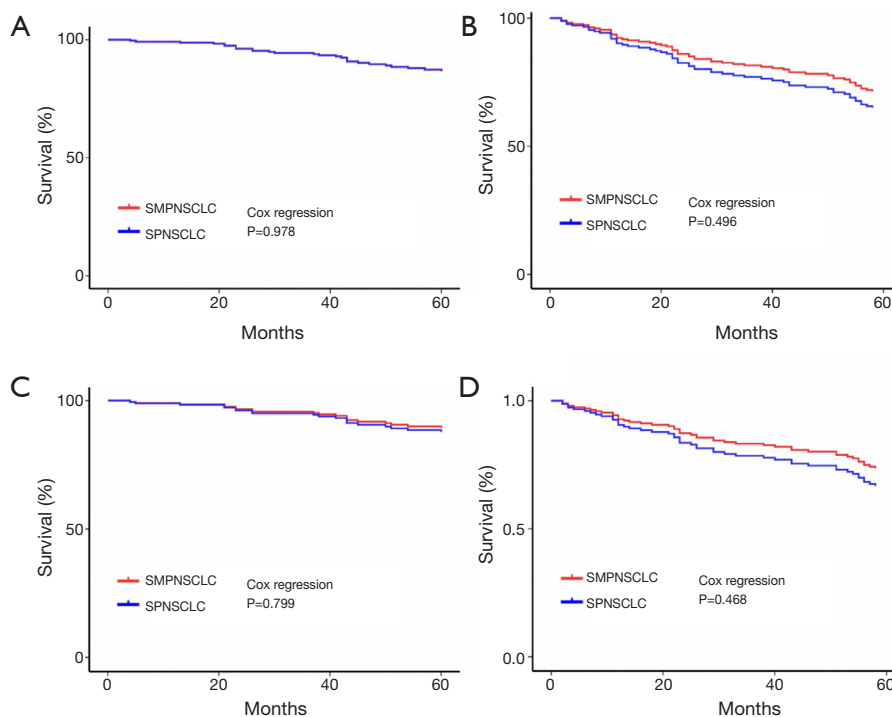 A
100
50
0
Survival (%)
SMPNSCLC
SPNSCLC
Cox regression
P=0.978
0 20 40 60
Months
B
100
50
0
Survival (%)
SMPNSCLC
SPNSCLC
Cox regression
P=0.496
0 20 40 60
Months
C
100
50
0
Survival (%)
SMPNSCLC
SPNSCLC
Cox regression
P=0.799
0 20 40 60
Months
D
1.0
0.5
0.0
Survival (%)
SMPNSCLC
SPNSCLC
Cox regression
P=0.468
0 20 40 60
Months